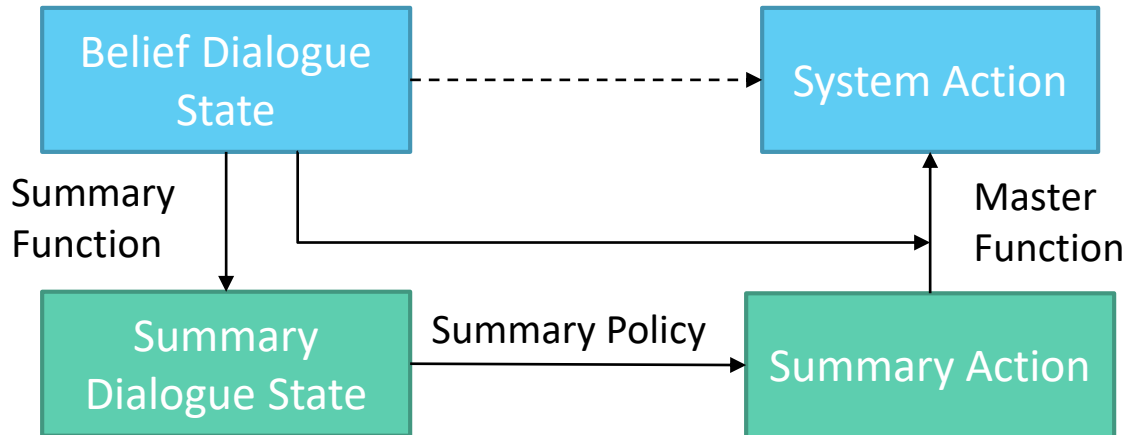 Belief Dialogue
State
System Action
Summary
Function
Master
Function
Summary Policy
Summary
Dialogue State
Summary Action